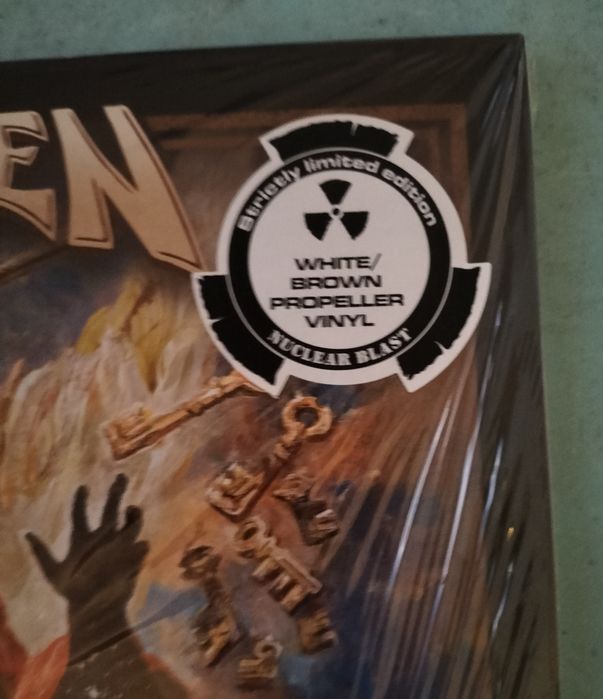 EN
Strictly limited edition
WHITE/
BROWN
PROPELLER
VINYL
NUCLEAR BLAST